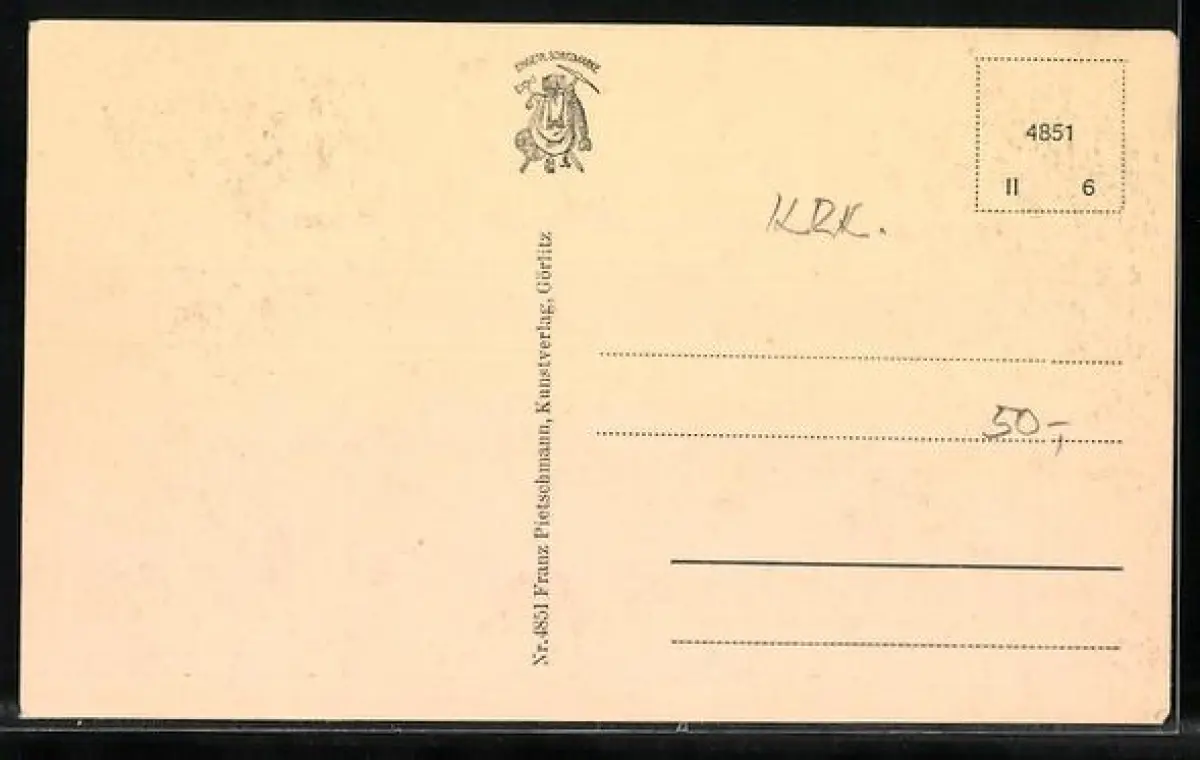 4851
II 6
KRK.
50,-
Nr. 4851 Franz Pietschmann, Kunstverlag, Görlitz